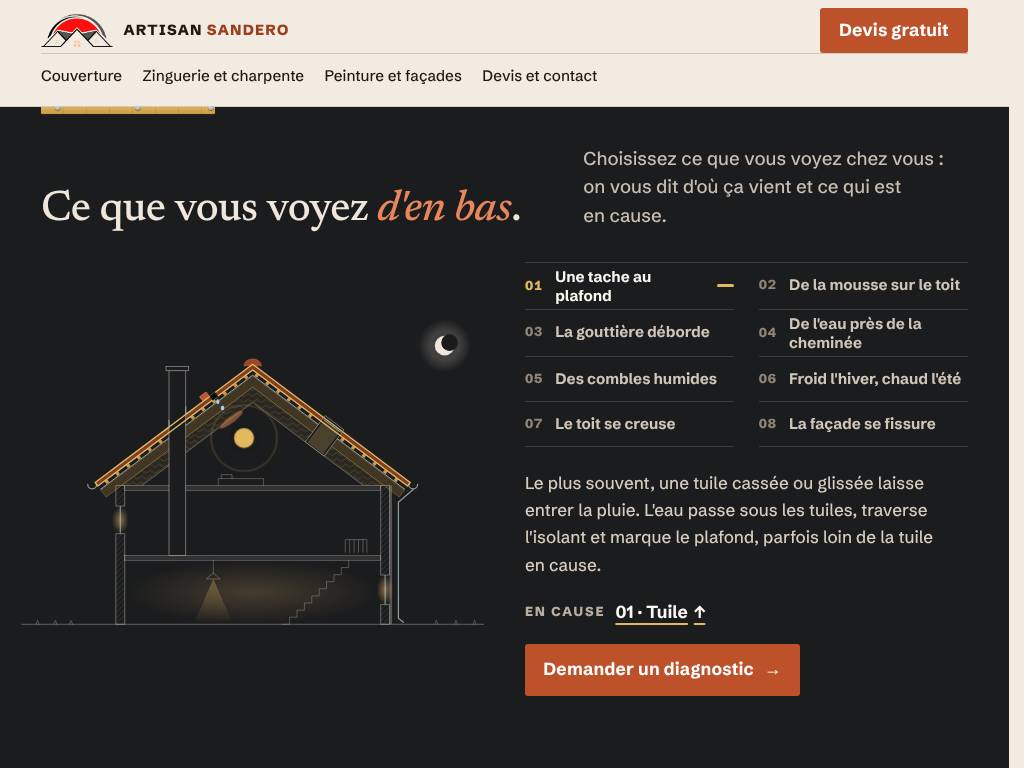 ARTISAN SANDERO
Devis gratuit
Couverture
Zinguerie et charpente
Peinture et façades
Devis et contact
Ce que vous voyez d'en bas.
Choisissez ce que vous voyez chez vous :
on vous dit d'où ça vient et ce qui est
en cause.
01 Une tache au
plafond
02 De la mousse sur le toit
03 La gouttière déborde
04 De l'eau près de la
cheminée
05 Des combles humides
06 Froid l'hiver, chaud l'été
07 Le toit se creuse
08 La façade se fissure
Le plus souvent, une tuile cassée ou glissée laisse
entrer la pluie. L'eau passe sous les tuiles, traverse
l'isolant et marque le plafond, parfois loin de la tuile
en cause.
EN CAUSE 01 · Tuile ↑
Demander un diagnostic →